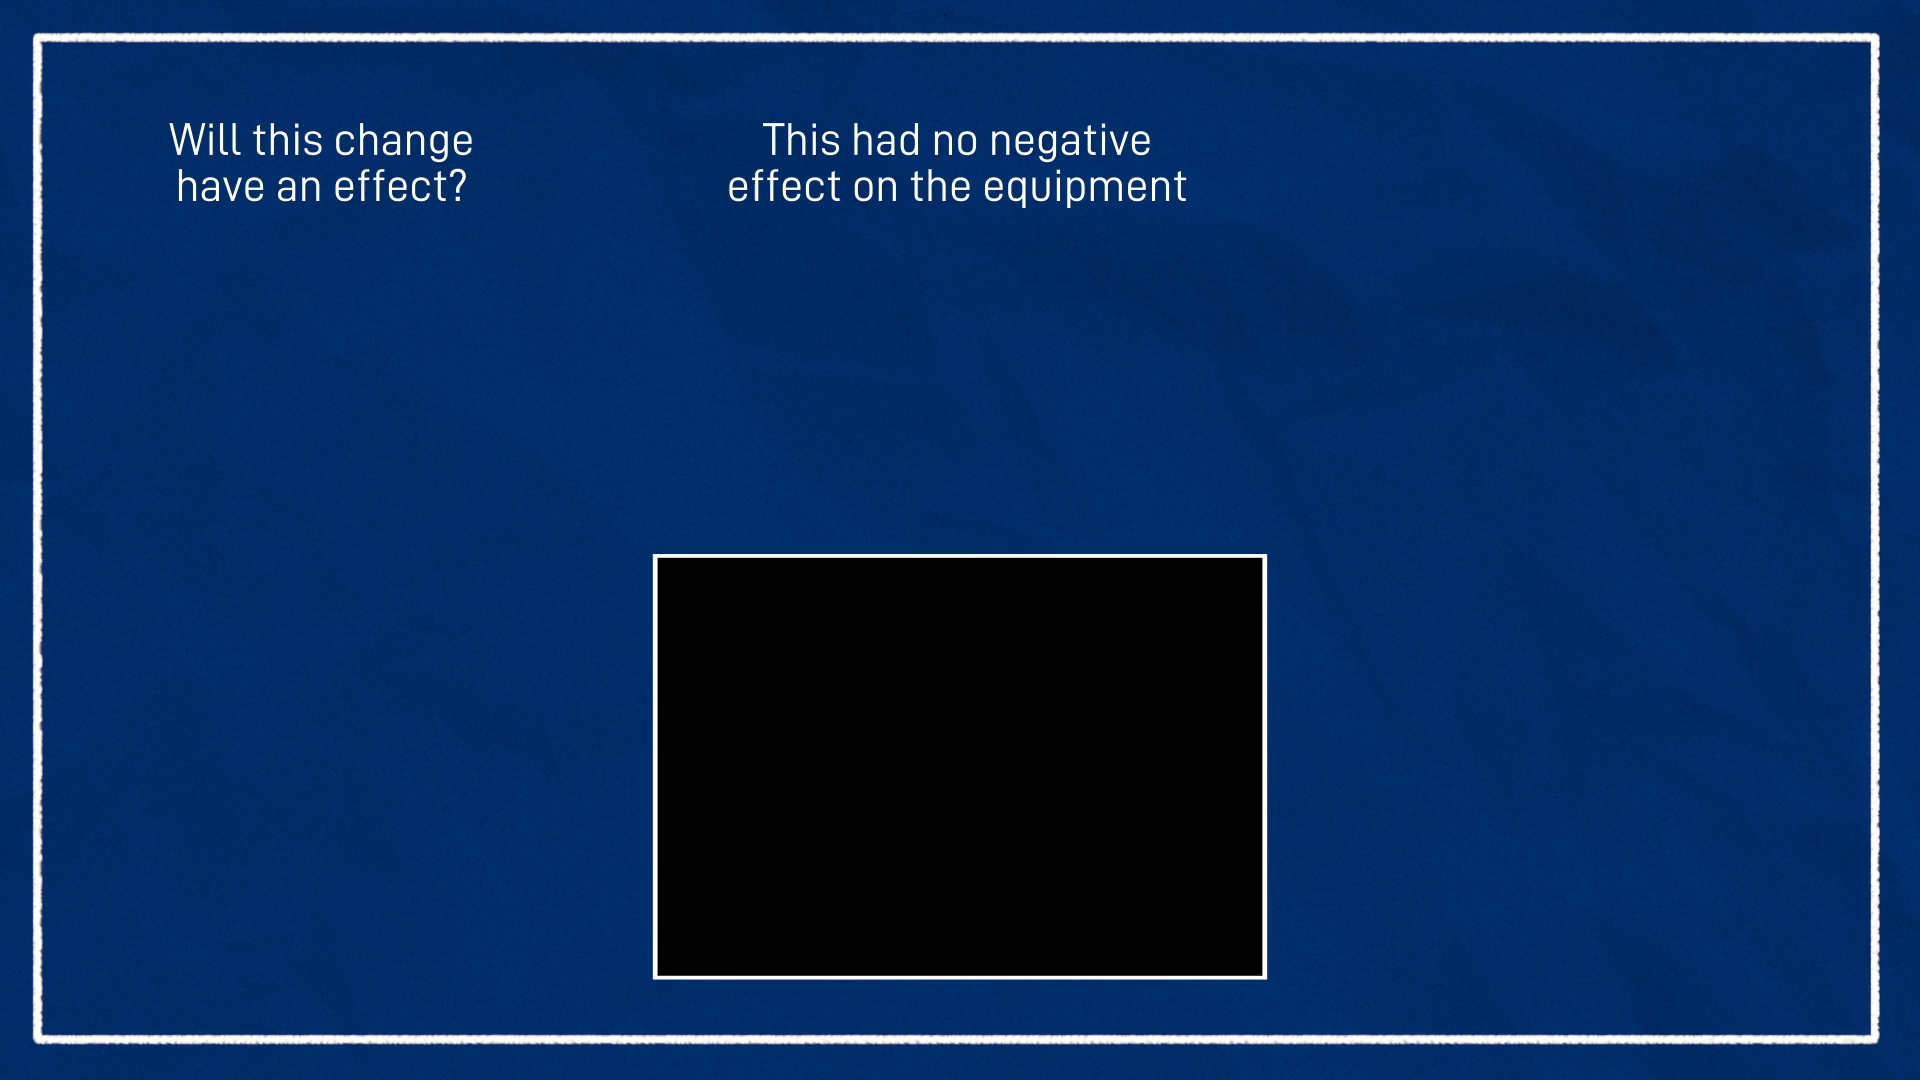 Will this change
have an effect?
This had no negative
effect on the equipment